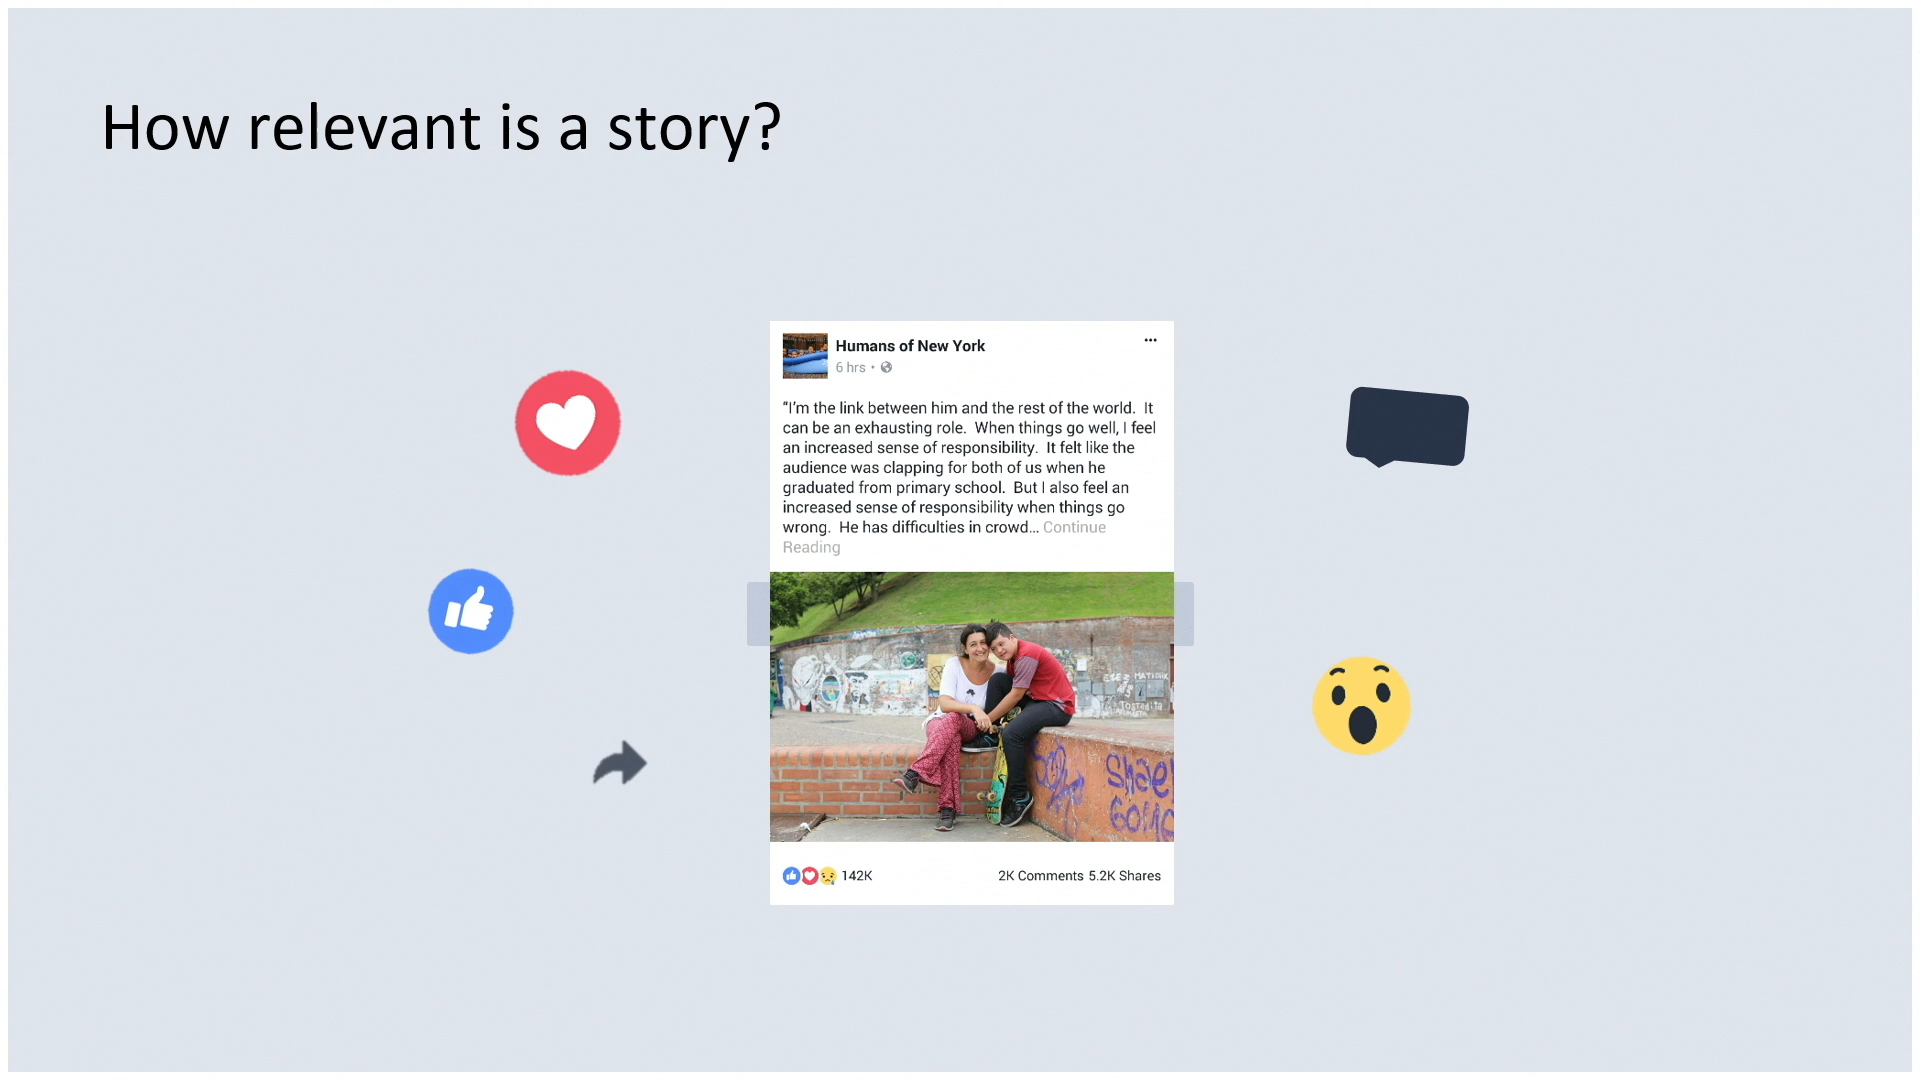 How relevant is a story?
Humans of New York
6 hrs •
“I’m the link between him and the rest of the world.  It
can be an exhausting role.  When things go well, I feel
an increased sense of responsibility.  It felt like the
audience was clapping for both of us when he
graduated from primary school.  But I also feel an
increased sense of responsibility when things go
wrong.  He has difficulties in crowd... Continue
Reading
ESEZ
Tostadita
Shae
GOMO
142K
2K Comments 5.2K Shares